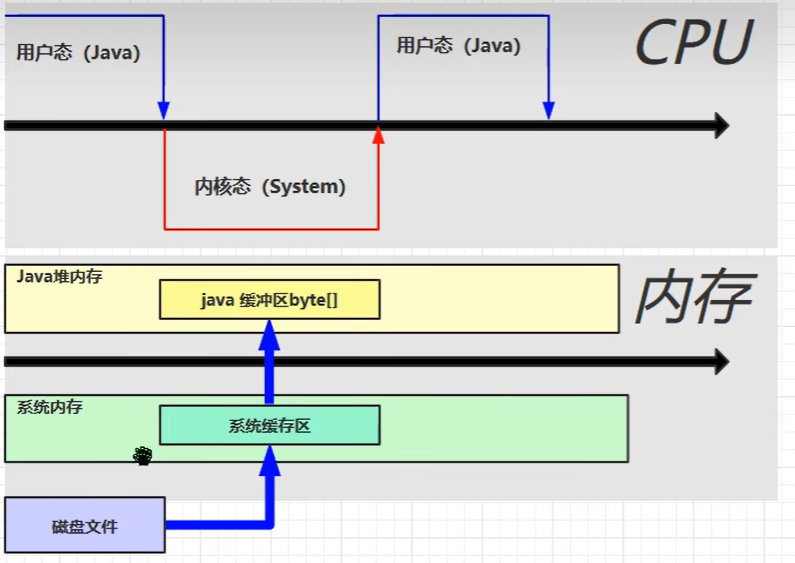 用户态（Java）
用户态（Java）
CPU
内核态（System）
Java堆内存
java 缓冲区byte[]
内存
系统内存
系统缓存区
磁盘文件